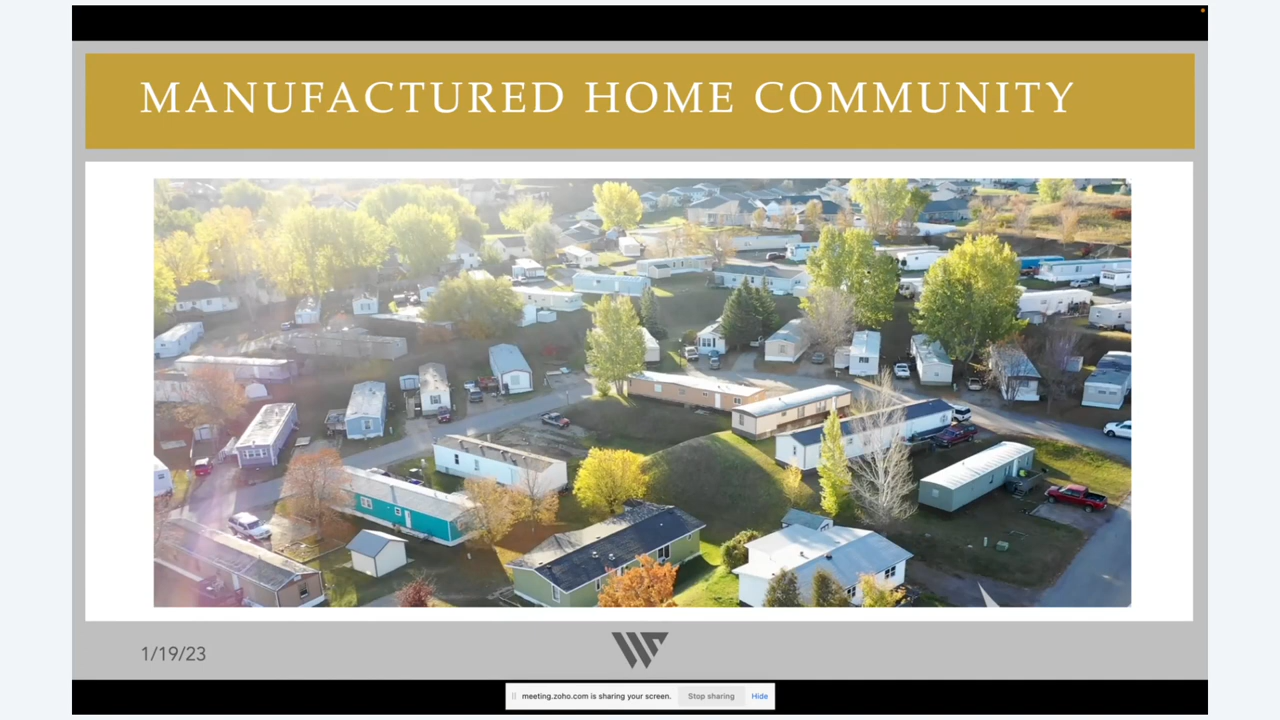 MANUFACTURED HOME COMMUNITY
1/19/23
meeting.zoho.com is sharing your screen. Stop sharing Hide